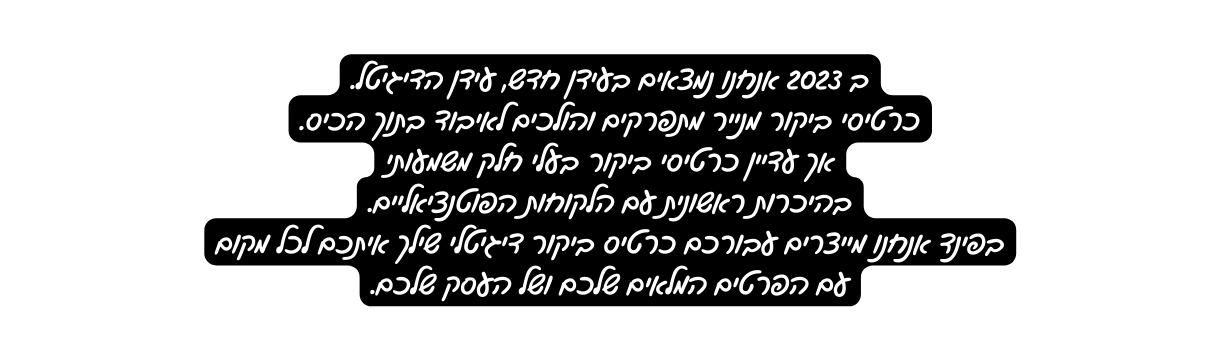 ב 2023 אנחנו נמצאים בעידן חדש, עידן הדיגיטל.
כרטיסי ביקור מנייר מתפרקים והולכים לאיבוד בתוך הכיס.
אך עדיין כרטיסי ביקור בעלי חלק משמעותי
בהיכרות ראשונית עם הלקוחות הפוטנציאליים.
בפינד אנחנו מייצרים עבורכם כרטיס ביקור דיגיטלי שילך איתכם לכל מקום
עם הפרטים המלאים שלכם ושל העסק שלכם.